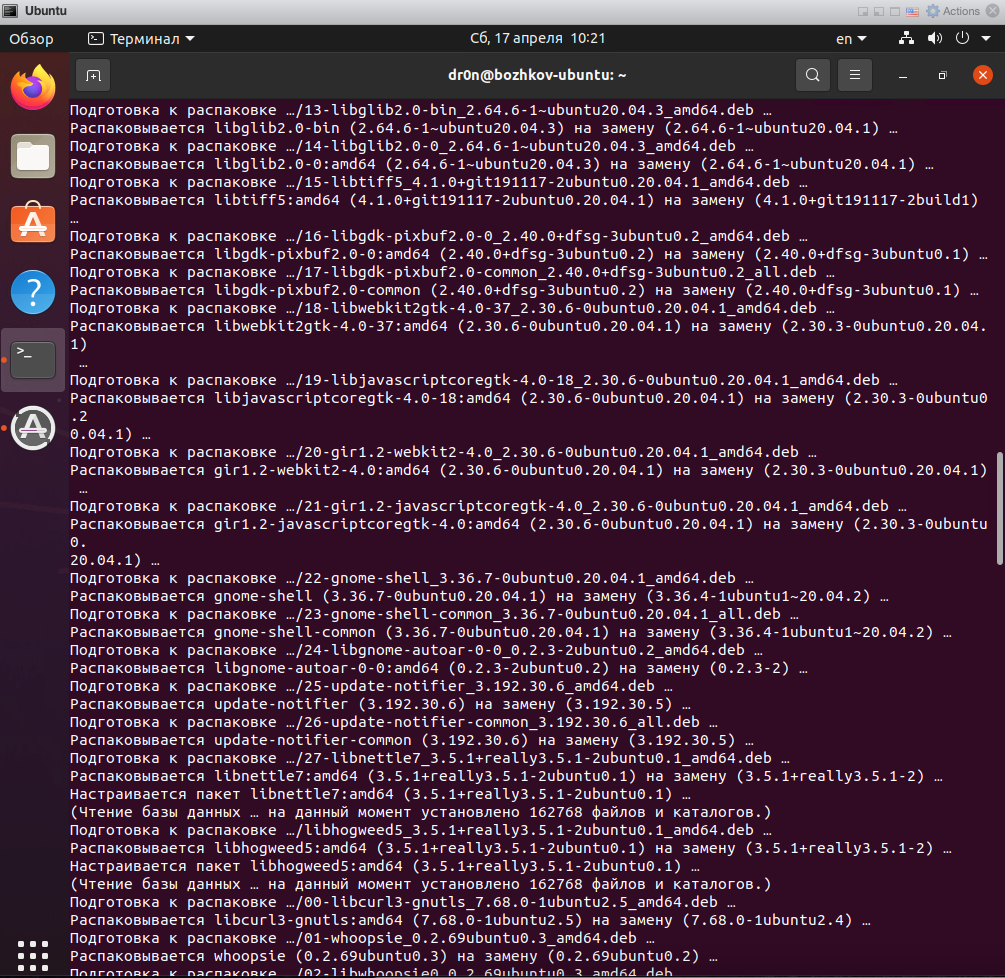 Ubuntu
Actions
Обзор
Терминал
Сб, 17 апреля 10:21
en
dr0n@bozhkov-ubuntu: ~
Подготовка к распаковке …/13-libglib2.0-bin_2.64.6-1~ubuntu20.04.3_amd64.deb …
Распаковывается libglib2.0-bin (2.64.6-1~ubuntu20.04.3) на замену (2.64.6-1~ubuntu20.04.1) …
Подготовка к распаковке …/14-libglib2.0-0_2.64.6-1~ubuntu20.04.3_amd64.deb …
Распаковывается libglib2.0-0:amd64 (2.64.6-1~ubuntu20.04.3) на замену (2.64.6-1~ubuntu20.04.1) …
Подготовка к распаковке …/15-libtiff5_4.1.0+git191117-2ubuntu0.20.04.1_amd64.deb …
Распаковывается libtiff5:amd64 (4.1.0+git191117-2ubuntu0.20.04.1) на замену (4.1.0+git191117-2build1)
…
Подготовка к распаковке …/16-libgdk-pixbuf2.0-0_2.40.0+dfsg-3ubuntu0.2_amd64.deb …
Распаковывается libgdk-pixbuf2.0-0:amd64 (2.40.0+dfsg-3ubuntu0.2) на замену (2.40.0+dfsg-3ubuntu0.1) …
Подготовка к распаковке …/17-libgdk-pixbuf2.0-common_2.40.0+dfsg-3ubuntu0.2_all.deb …
Распаковывается libgdk-pixbuf2.0-common (2.40.0+dfsg-3ubuntu0.2) на замену (2.40.0+dfsg-3ubuntu0.1) …
Подготовка к распаковке …/18-libwebkit2gtk-4.0-37_2.30.6-0ubuntu0.20.04.1_amd64.deb …
Распаковывается libwebkit2gtk-4.0-37:amd64 (2.30.6-0ubuntu0.20.04.1) на замену (2.30.3-0ubuntu0.20.04.
1)
…
Подготовка к распаковке …/19-libjavascriptcoregtk-4.0-18_2.30.6-0ubuntu0.20.04.1_amd64.deb …
Распаковывается libjavascriptcoregtk-4.0-18:amd64 (2.30.6-0ubuntu0.20.04.1) на замену (2.30.3-0ubuntu0
.2
0.04.1) …
Подготовка к распаковке …/20-gir1.2-webkit2-4.0_2.30.6-0ubuntu0.20.04.1_amd64.deb …
Распаковывается gir1.2-webkit2-4.0:amd64 (2.30.6-0ubuntu0.20.04.1) на замену (2.30.3-0ubuntu0.20.04.1)
…
Подготовка к распаковке …/21-gir1.2-javascriptcoregtk-4.0_2.30.6-0ubuntu0.20.04.1_amd64.deb …
Распаковывается gir1.2-javascriptcoregtk-4.0:amd64 (2.30.6-0ubuntu0.20.04.1) на замену (2.30.3-0ubuntu
0.
20.04.1) …
Подготовка к распаковке …/22-gnome-shell_3.36.7-0ubuntu0.20.04.1_amd64.deb …
Распаковывается gnome-shell (3.36.7-0ubuntu0.20.04.1) на замену (3.36.4-1ubuntu1~20.04.2) …
Подготовка к распаковке …/23-gnome-shell-common_3.36.7-0ubuntu0.20.04.1_all.deb …
Распаковывается gnome-shell-common (3.36.7-0ubuntu0.20.04.1) на замену (3.36.4-1ubuntu1~20.04.2) …
Подготовка к распаковке …/24-libgnome-autoar-0-0_0.2.3-2ubuntu0.2_amd64.deb …
Распаковывается libgnome-autoar-0-0:amd64 (0.2.3-2ubuntu0.2) на замену (0.2.3-2) …
Подготовка к распаковке …/25-update-notifier_3.192.30.6_amd64.deb …
Распаковывается update-notifier (3.192.30.6) на замену (3.192.30.5) …
Подготовка к распаковке …/26-update-notifier-common_3.192.30.6_all.deb …
Распаковывается update-notifier-common (3.192.30.6) на замену (3.192.30.5) …
Подготовка к распаковке …/27-libnettle7_3.5.1+really3.5.1-2ubuntu0.1_amd64.deb …
Распаковывается libnettle7:amd64 (3.5.1+really3.5.1-2ubuntu0.1) на замену (3.5.1+really3.5.1-2) …
Настраивается пакет libnettle7:amd64 (3.5.1+really3.5.1-2ubuntu0.1) …
(Чтение базы данных … на данный момент установлено 162768 файлов и каталогов.)
Подготовка к распаковке …/libhogweed5_3.5.1+really3.5.1-2ubuntu0.1_amd64.deb …
Распаковывается libhogweed5:amd64 (3.5.1+really3.5.1-2ubuntu0.1) на замену (3.5.1+really3.5.1-2) …
Настраивается пакет libhogweed5:amd64 (3.5.1+really3.5.1-2ubuntu0.1) …
(Чтение базы данных … на данный момент установлено 162768 файлов и каталогов.)
Подготовка к распаковке …/00-libcurl3-gnutls_7.68.0-1ubuntu2.5_amd64.deb …
Распаковывается libcurl3-gnutls:amd64 (7.68.0-1ubuntu2.5) на замену (7.68.0-1ubuntu2.4) …
Подготовка к распаковке …/01-whoopsie_0.2.69ubuntu0.3_amd64.deb …
Распаковывается whoopsie (0.2.69ubuntu0.3) на замену (0.2.69ubuntu0.2) …
Подготовка к распаковке …/02-libwhoopsie0_0.2.69ubuntu0.3_amd64.deb